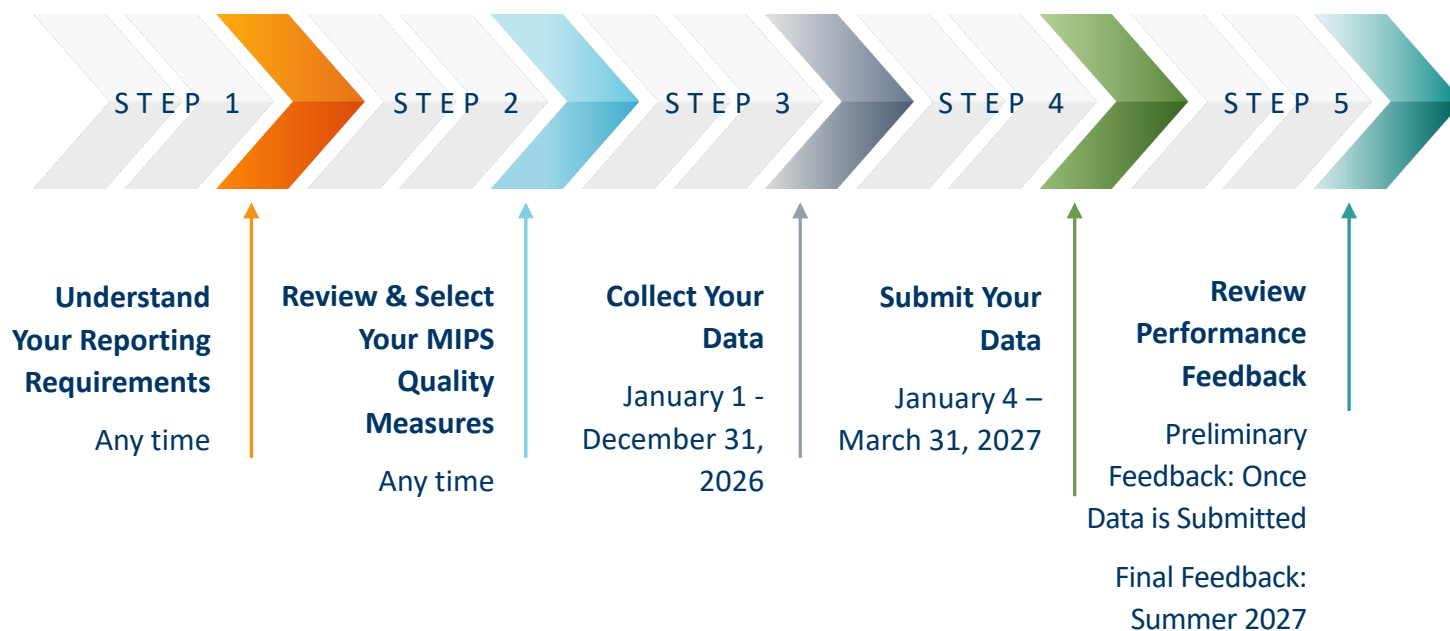 STEP 1
STEP 2
STEP 3
STEP 4
STEP 5
Understand
Your Reporting
Requirements
Any time
Review & Select
Your MIPS
Quality
Measures
Any time
Collect Your
Data
January 1 -
December 31,
2026
Submit Your
Data
January 4 –
March 31, 2027
Review
Performance
Feedback
Preliminary
Feedback: Once
Data is Submitted
Final Feedback:
Summer 2027